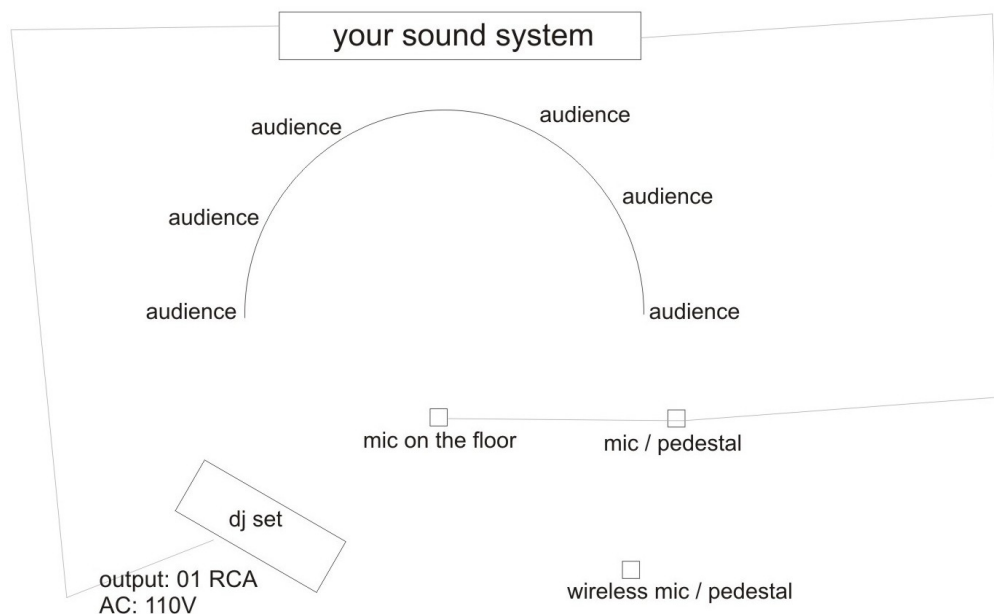 your sound system
audience
audience
audience
audience
audience
audience
mic on the floor
mic / pedestal
dj set
output: 01 RCA
AC: 110V
wireless mic / pedestal